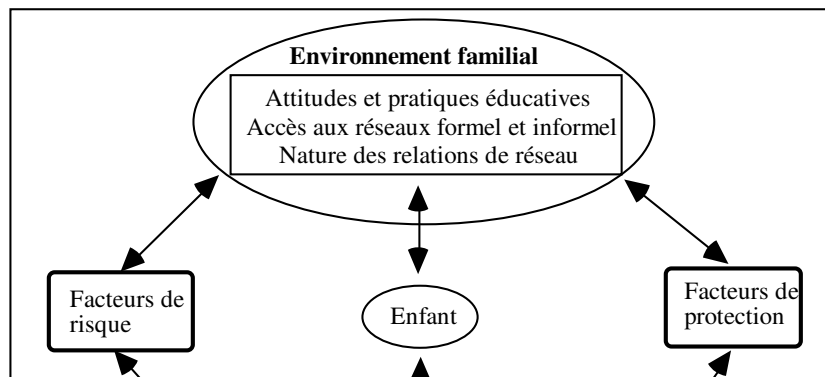 Environnement familial
Attitudes et pratiques éducatives
Accès aux réseaux formel et informel
Nature des relations de réseau
Facteurs de
risque
Enfant
Facteurs de
protection